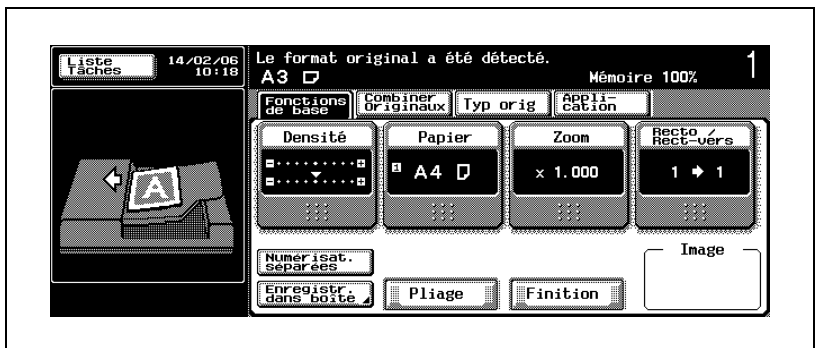 Liste
Tâches
14/02/06
10:18
Le format original a été détecté.
A3
Mémoire 100%
1
Fonctions
de base
Combiner
Originaux
Typ orig
Appli-
cation
Densité
Papier
Zoom
Recto /
Rect-vers
1 A4
× 1.000
1 ➔ 1
Numérisat.
séparées
Image
Enregistr.
dans boîte
Pliage
Finition
A